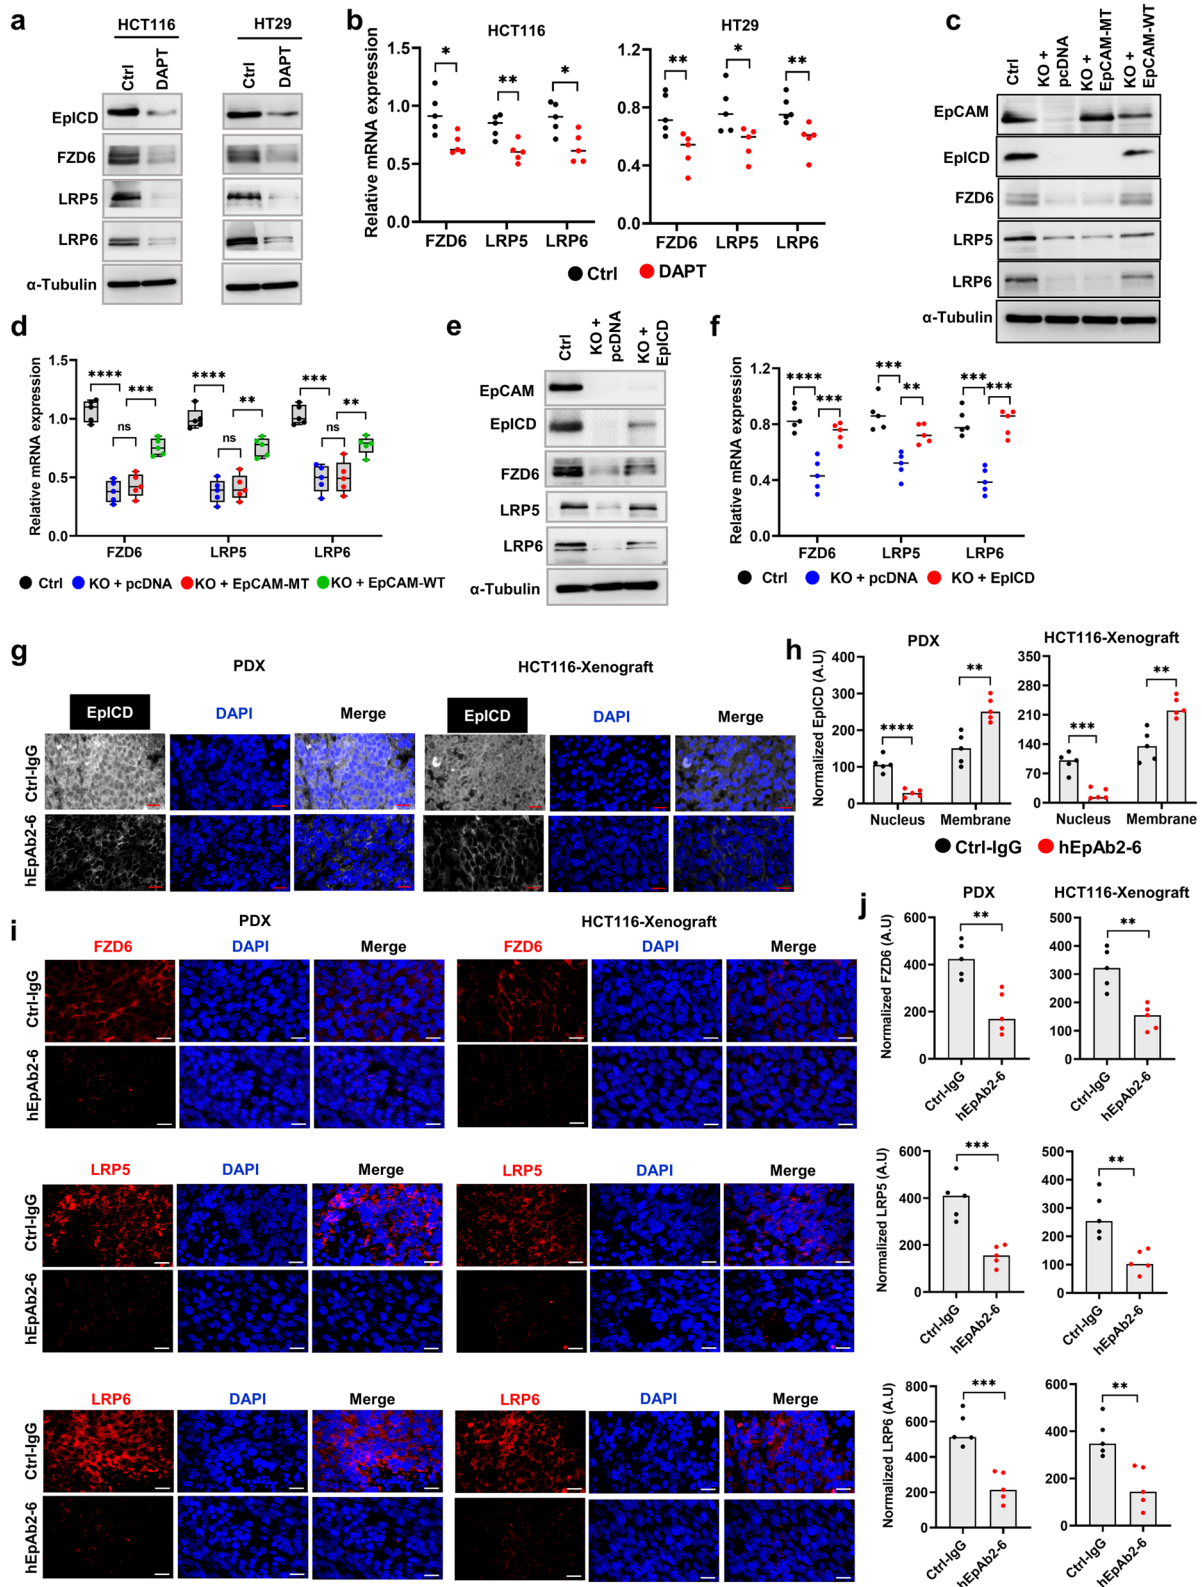 a
HCT116
HT29
Ctrl
DAPT
Ctrl
DAPT
EpICD
FZD6
LRP5
LRP6
α-Tubulin
b
HCT116
HT29
Relative mRNA expression
1.5
1.0
0.5
0.0
*
**
*
FZD6
LRP5
LRP6
1.2
0.8
0.4
0.0
**
*
**
FZD6
LRP5
LRP6
Ctrl
DAPT
c
Ctrl
KO +
pcDNA
KO +
EpCAM-MT
KO +
EpCAM-WT
EpCAM
EpICD
FZD6
LRP5
LRP6
α-Tubulin
d
Relative mRNA expression
1.5
1.0
0.5
0.0
****
***
ns
****
**
ns
***
**
ns
FZD6
LRP5
LRP6
Ctrl
KO + pcDNA
KO + EpCAM-MT
KO + EpCAM-WT
e
Ctrl
KO +
pcDNA
KO +
EpICD
EpCAM
EpICD
FZD6
LRP5
LRP6
α-Tubulin
f
Relative mRNA expression
1.2
0.8
0.4
0.0
****
***
***
**
***
***
FZD6
LRP5
LRP6
Ctrl
KO + pcDNA
KO + EpICD
g
PDX
HCT116-Xenograft
EpICD
DAPI
Merge
EpICD
DAPI
Merge
Ctrl-IgG
hEpAb2-6
h
PDX
HCT116-Xenograft
Normalized EpICD (A.U)
400
300
200
100
0
****
**
Nucleus
Membrane
350
280
210
140
70
0
***
**
Nucleus
Membrane
Ctrl-IgG
hEpAb2-6
i
PDX
HCT116-Xenograft
FZD6
DAPI
Merge
FZD6
DAPI
Merge
Ctrl-IgG
hEpAb2-6
LRP5
DAPI
Merge
LRP5
DAPI
Merge
Ctrl-IgG
hEpAb2-6
LRP6
DAPI
Merge
LRP6
DAPI
Merge
Ctrl-IgG
hEpAb2-6
j
PDX
HCT116-Xenograft
Normalized FZD6 (A.U)
600
400
200
0
**
Ctrl-IgG
hEpAb2-6
500
400
300
200
100
0
**
Ctrl-IgG
hEpAb2-6
Normalized LRP5 (A.U)
600
400
200
0
***
Ctrl-IgG
hEpAb2-6
500
400
300
200
100
0
**
Ctrl-IgG
hEpAb2-6
Normalized LRP6 (A.U)
800
600
400
200
0
***
Ctrl-IgG
hEpAb2-6
600
400
200
0
**
Ctrl-IgG
hEpAb2-6